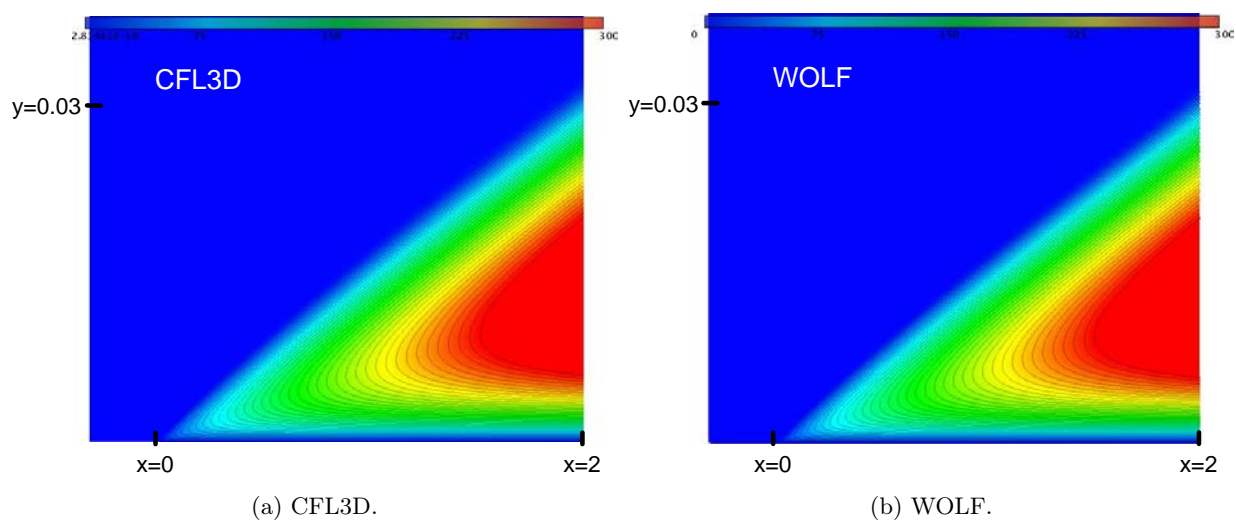 75 150 225 300
0 75 150 225 300
CFL3D
WOLF
y=0.03
y=0.03
x=0 x=2
x=0 x=2
(a) CFL3D.
(b) WOLF.